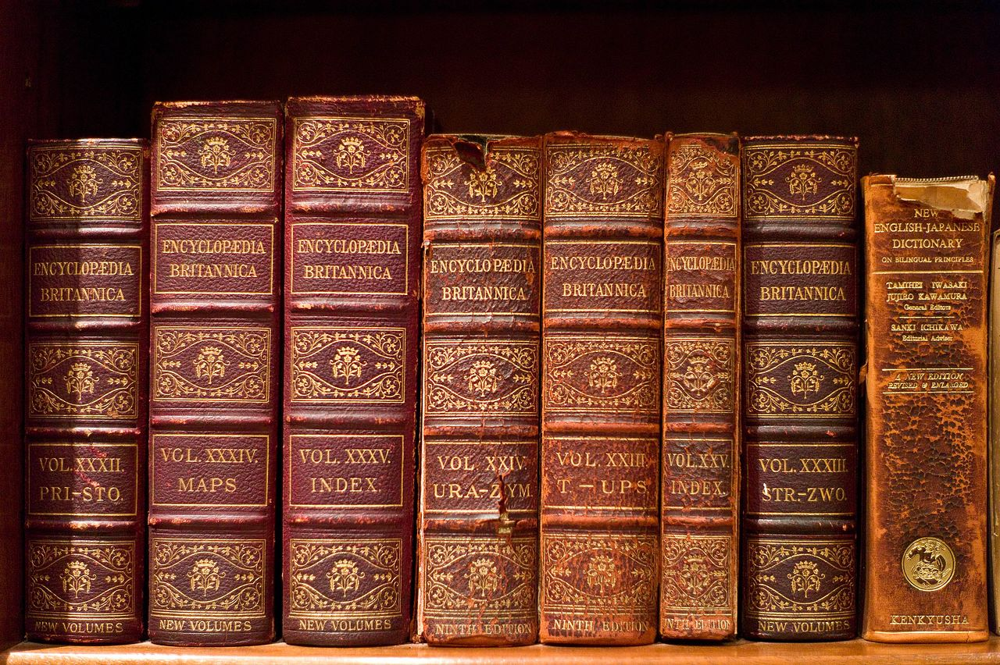 ENCYCLOPÆDIA
BRITANNICA
VOL. XXXII.
PRI-STO.
NEW VOLUMES
ENCYCLOPÆDIA
BRITANNICA
VOL. XXXIV.
MAPS
NEW VOLUMES
ENCYCLOPÆDIA
BRITANNICA
VOL. XXXV.
INDEX.
NEW VOLUMES
ENCYCLOPÆDIA
BRITANNICA
VOL. XXIV.
URA-ZYM.
NINTH EDITION
ENCYCLOPÆDIA
BRITANNICA
VOL. XXIII.
T-UPS.
NINTH EDITION
ENCYCLOPÆDIA
BRITANNICA
VOL. XXV.
INDEX.
NTH EDITION
ENCYCLOPÆDIA
BRITANNICA
VOL. XXXIII
STR.-ZWO.
NEW VOLUMES
NEW
ENGLISH-JAPANESE
DICTIONARY
ON BILINGUAL PRINCIPLES
TAMIHEI IWASAKI
JUJIRO KAWAMURA
General Editors
SANKI ICHIKAWA
Editorial Adviser
A NEW EDITION
REVISED & ENLARGED
KENKYUSHA